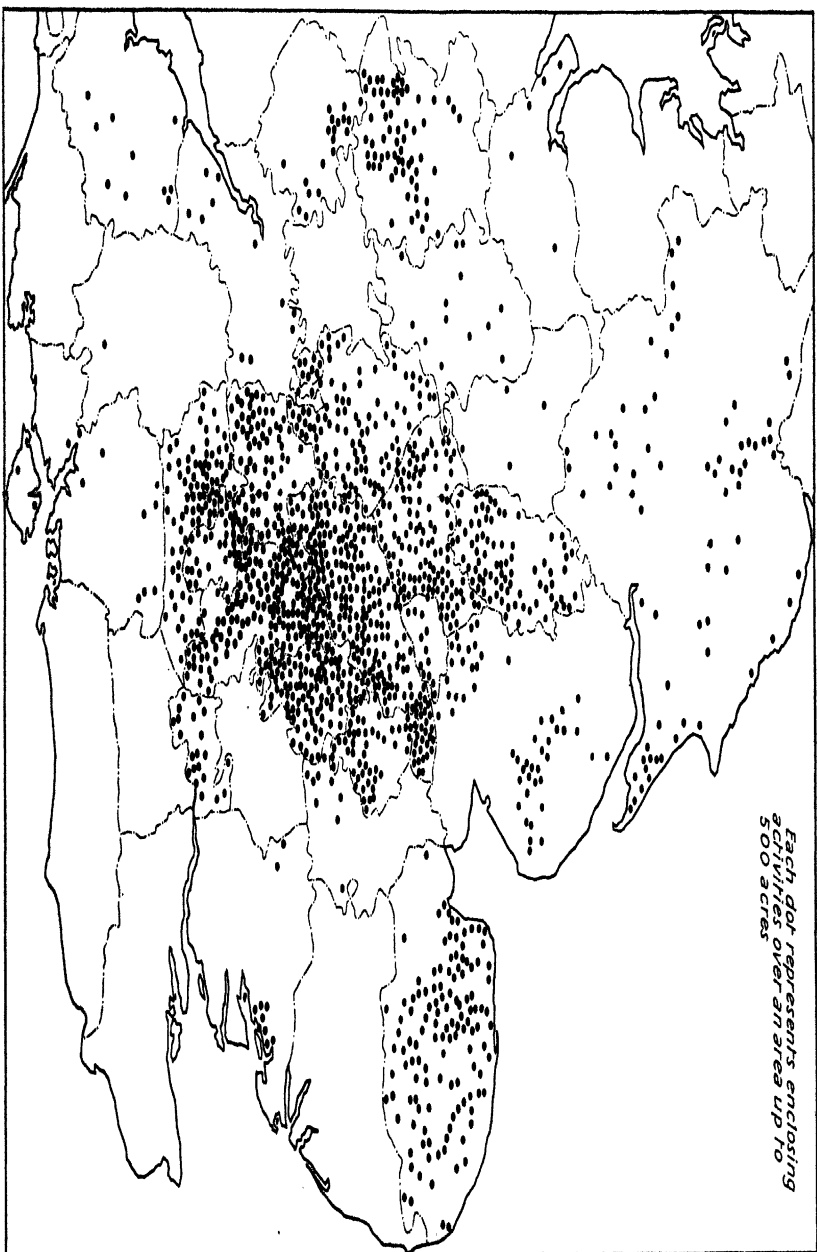 Each dot represents enclosing
activities over an area up to
500 acres